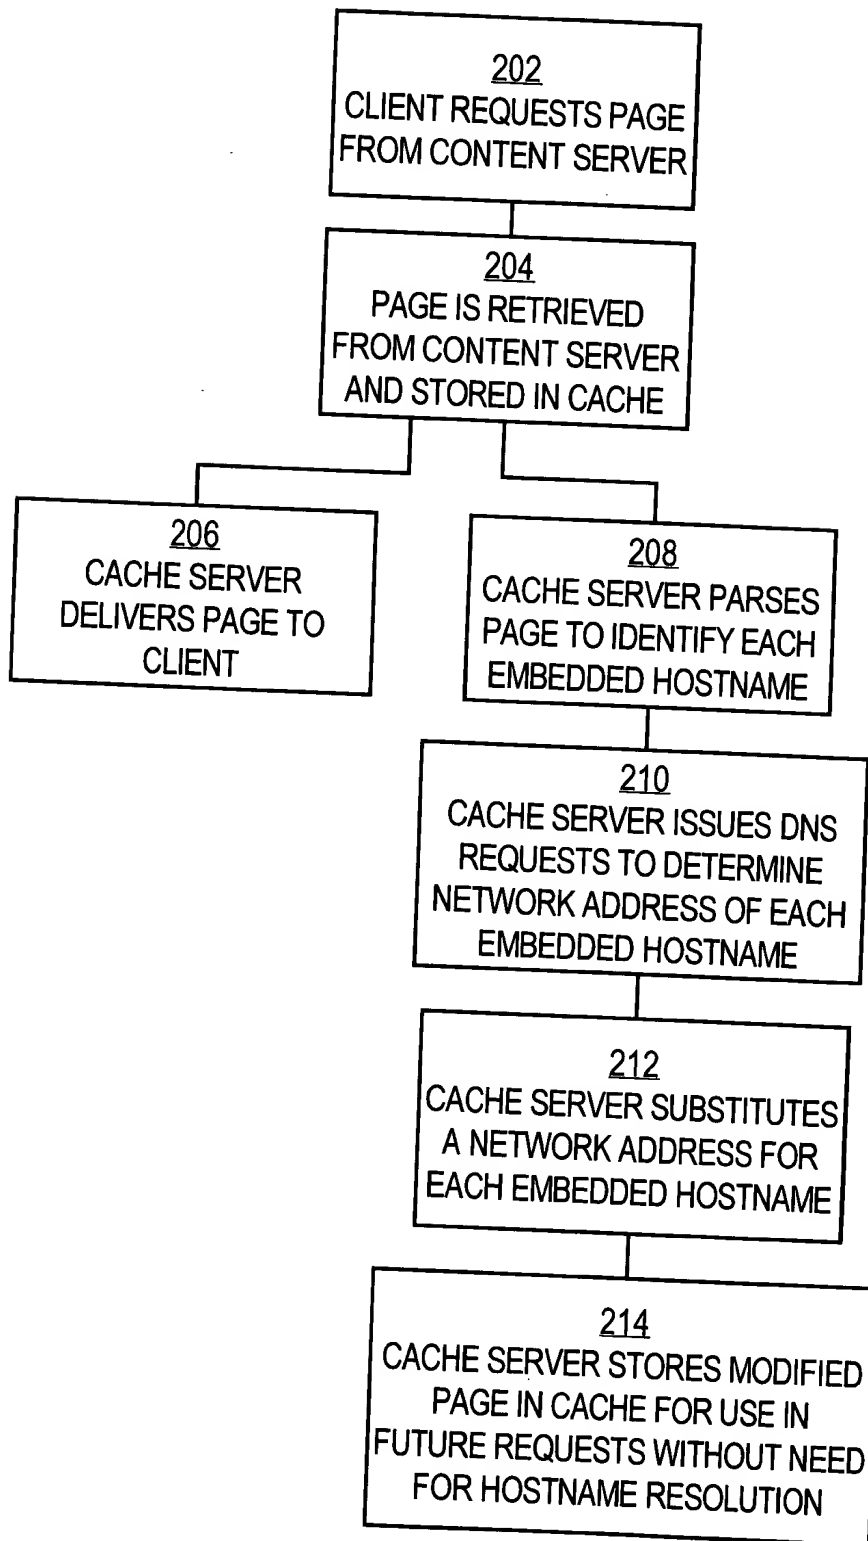 202
CLIENT REQUESTS PAGE
FROM CONTENT SERVER
204
PAGE IS RETRIEVED
FROM CONTENT SERVER
AND STORED IN CACHE
206
CACHE SERVER
DELIVERS PAGE TO
CLIENT
208
CACHE SERVER PARSES
PAGE TO IDENTIFY EACH
EMBEDDED HOSTNAME
210
CACHE SERVER ISSUES DNS
REQUESTS TO DETERMINE
NETWORK ADDRESS OF EACH
EMBEDDED HOSTNAME
212
CACHE SERVER SUBSTITUTES
A NETWORK ADDRESS FOR
EACH EMBEDDED HOSTNAME
214
CACHE SERVER STORES MODIFIED
PAGE IN CACHE FOR USE IN
FUTURE REQUESTS WITHOUT NEED
FOR HOSTNAME RESOLUTION